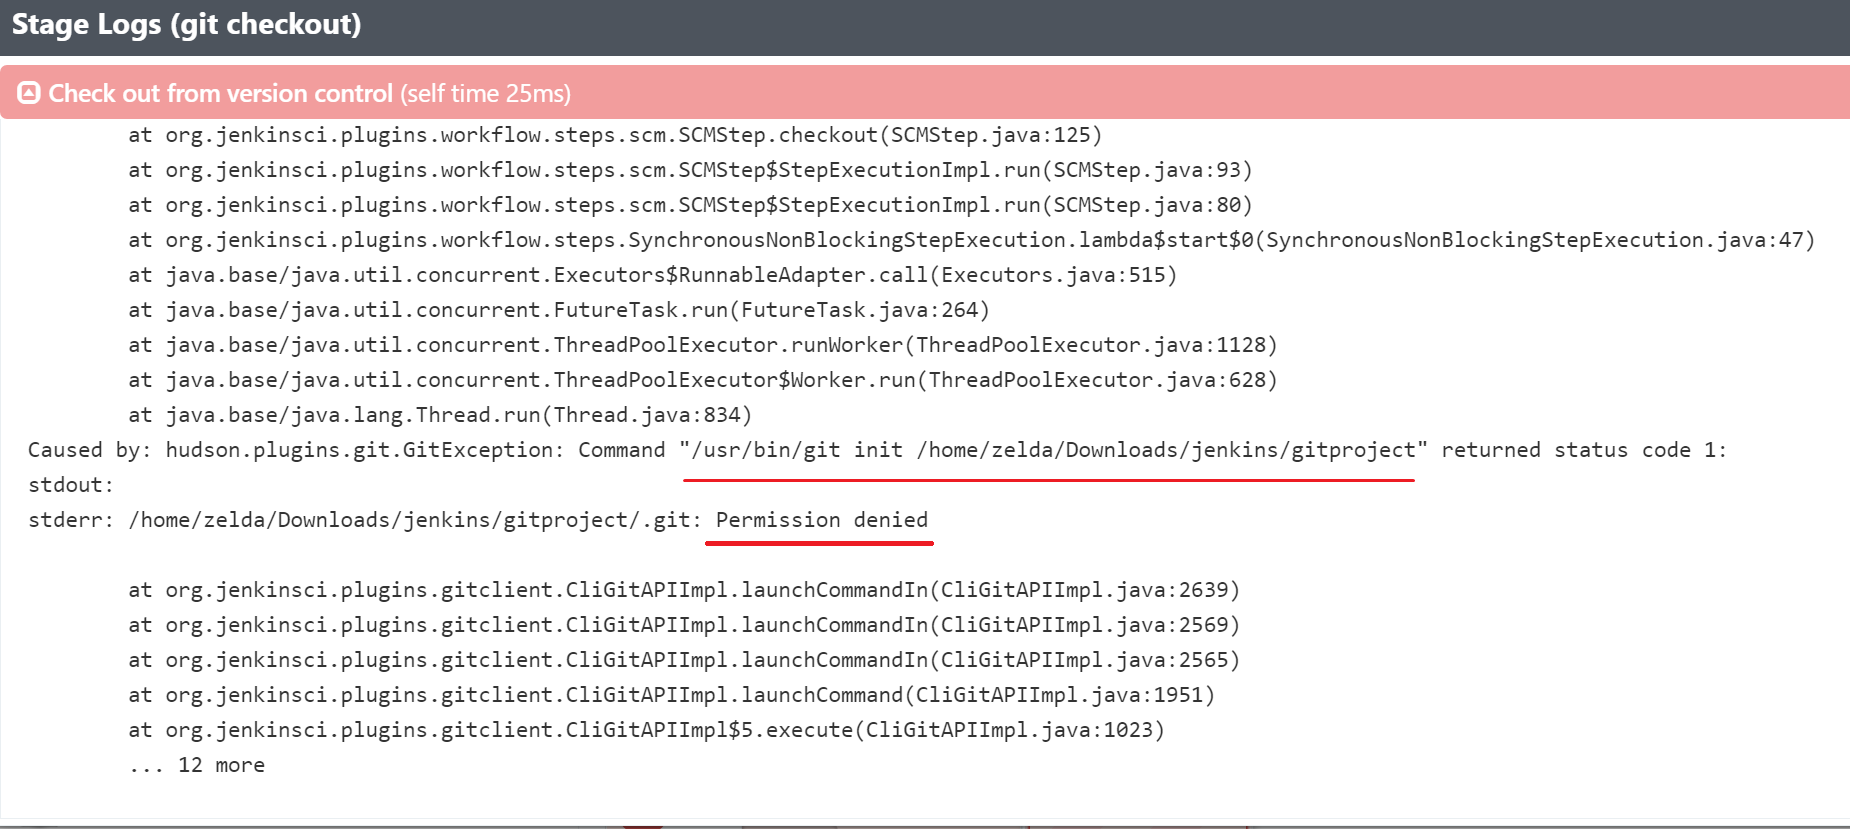 Stage Logs (git checkout)
Check out from version control (self time 25ms)
at org.jenkinsci.plugins.workflow.steps.scm.SCMStep.checkout(SCMStep.java:125)
at org.jenkinsci.plugins.workflow.steps.scm.SCMStep$StepExecutionImpl.run(SCMStep.java:93)
at org.jenkinsci.plugins.workflow.steps.scm.SCMStep$StepExecutionImpl.run(SCMStep.java:80)
at org.jenkinsci.plugins.workflow.steps.SynchronousNonBlockingStepExecution.lambda$start$0(SynchronousNonBlockingStepExecution.java:47)
at java.base/java.util.concurrent.Executors$RunnableAdapter.call(Executors.java:515)
at java.base/java.util.concurrent.FutureTask.run(FutureTask.java:264)
at java.base/java.util.concurrent.ThreadPoolExecutor.runWorker(ThreadPoolExecutor.java:1128)
at java.base/java.util.concurrent.ThreadPoolExecutor$Worker.run(ThreadPoolExecutor.java:628)
at java.base/java.lang.Thread.run(Thread.java:834)
Caused by: hudson.plugins.git.GitException: Command "/usr/bin/git init /home/zelda/Downloads/jenkins/gitproject" returned status code 1:
stdout:
stderr: /home/zelda/Downloads/jenkins/gitproject/.git: Permission denied
at org.jenkinsci.plugins.gitclient.CliGitAPIImpl.launchCommandIn(CliGitAPIImpl.java:2639)
at org.jenkinsci.plugins.gitclient.CliGitAPIImpl.launchCommandIn(CliGitAPIImpl.java:2569)
at org.jenkinsci.plugins.gitclient.CliGitAPIImpl.launchCommandIn(CliGitAPIImpl.java:2565)
at org.jenkinsci.plugins.gitclient.CliGitAPIImpl.launchCommand(CliGitAPIImpl.java:1951)
at org.jenkinsci.plugins.gitclient.CliGitAPIImpl$5.execute(CliGitAPIImpl.java:1023)
... 12 more